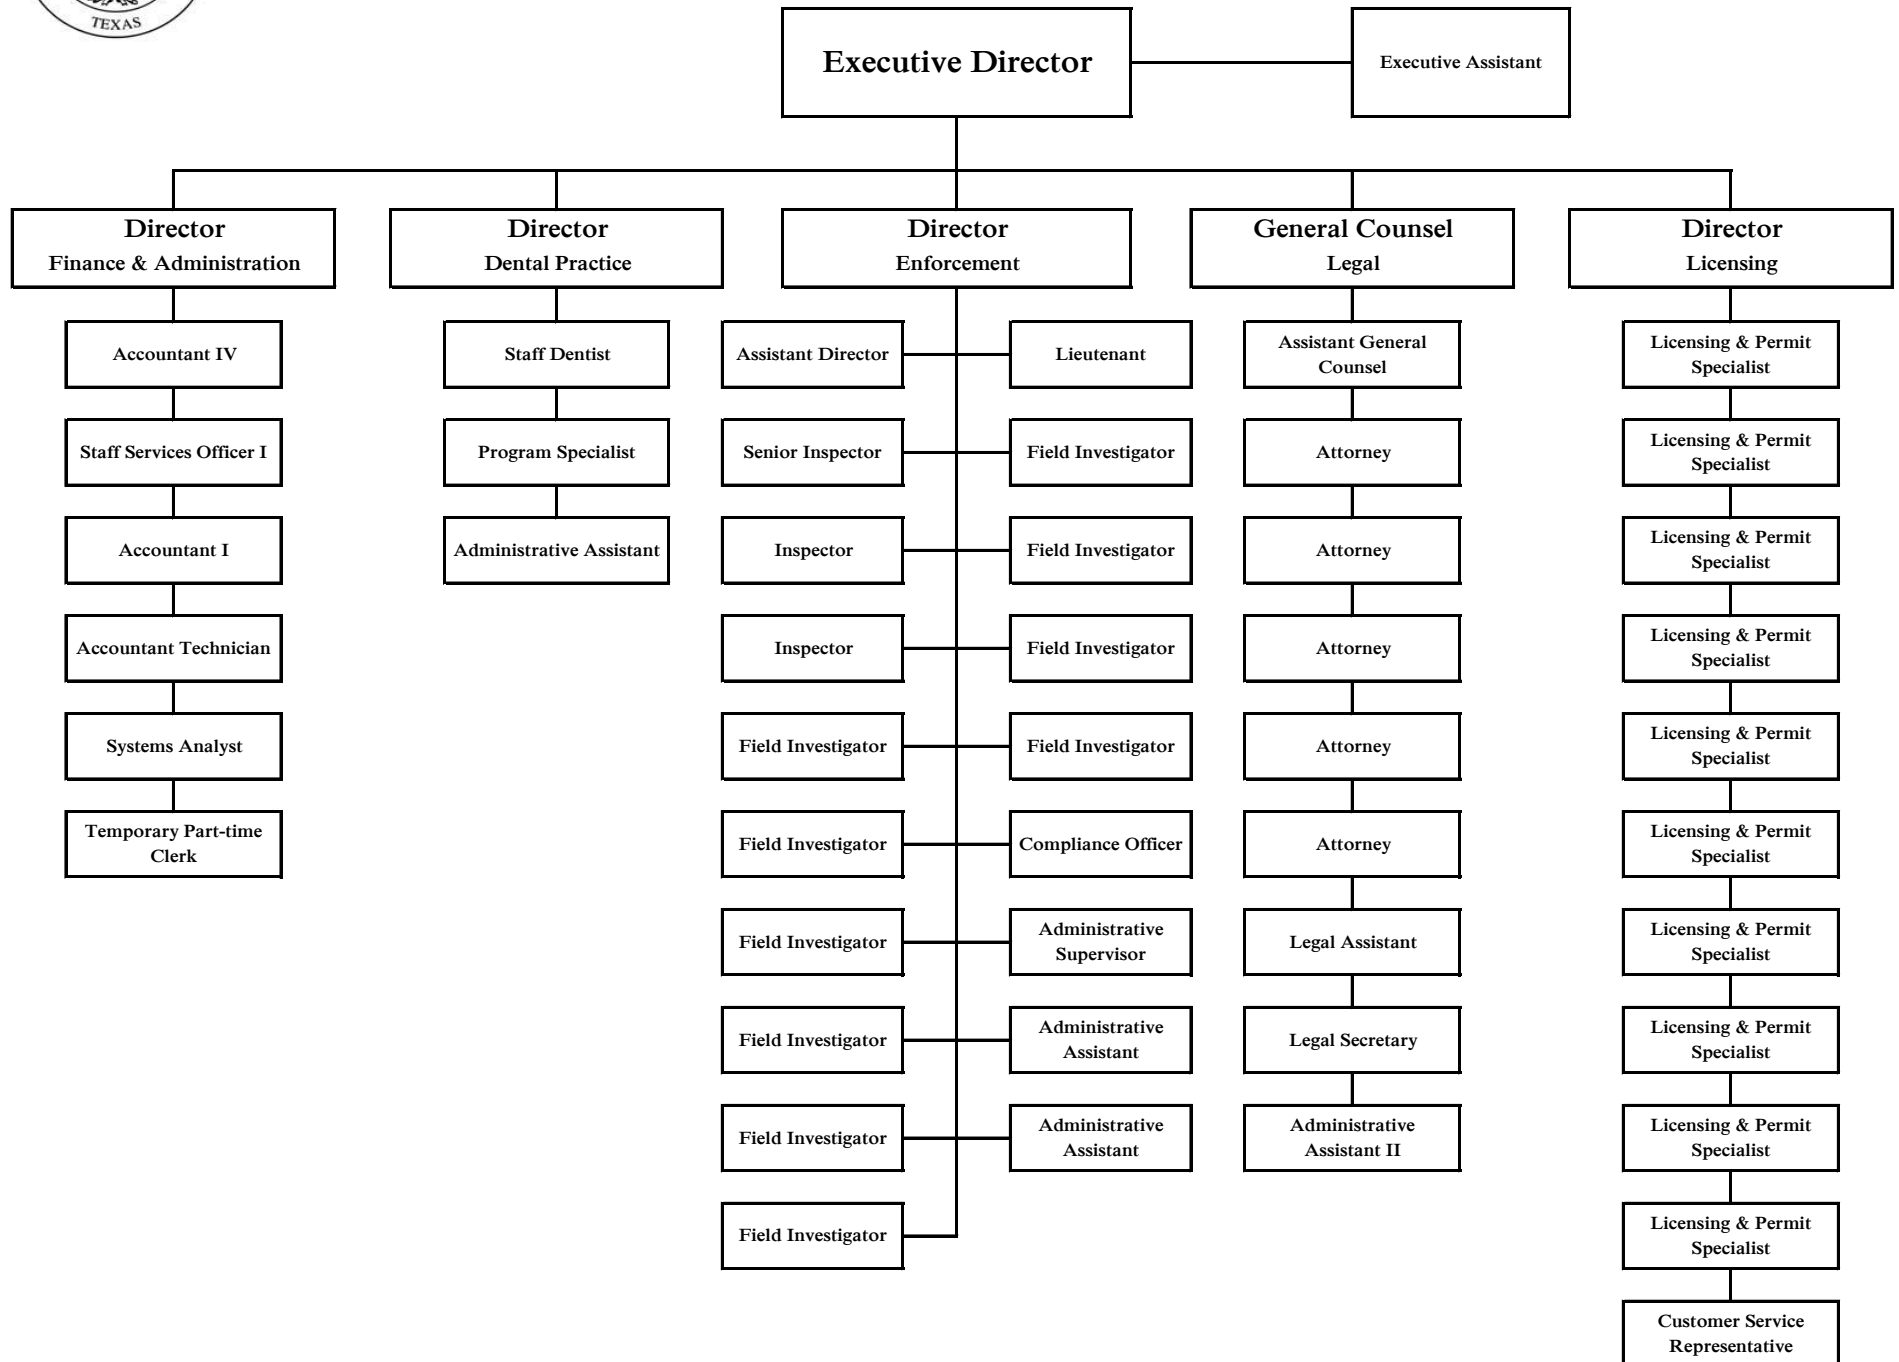 TEXAS
Executive Director
Executive Assistant
Director
Finance & Administration
Director
Dental Practice
Director
Enforcement
General Counsel
Legal
Director
Licensing
Accountant IV
Staff Services Officer I
Accountant I
Accountant Technician
Systems Analyst
Temporary Part-time
Clerk
Staff Dentist
Program Specialist
Administrative Assistant
Assistant Director
Lieutenant
Senior Inspector
Field Investigator
Inspector
Field Investigator
Inspector
Field Investigator
Field Investigator
Field Investigator
Field Investigator
Compliance Officer
Field Investigator
Administrative
Supervisor
Field Investigator
Administrative
Assistant
Field Investigator
Administrative
Assistant
Field Investigator
Assistant General
Counsel
Attorney
Attorney
Attorney
Attorney
Attorney
Legal Assistant
Legal Secretary
Administrative
Assistant II
Licensing & Permit
Specialist
Licensing & Permit
Specialist
Licensing & Permit
Specialist
Licensing & Permit
Specialist
Licensing & Permit
Specialist
Licensing & Permit
Specialist
Licensing & Permit
Specialist
Licensing & Permit
Specialist
Licensing & Permit
Specialist
Licensing & Permit
Specialist
Customer Service
Representative